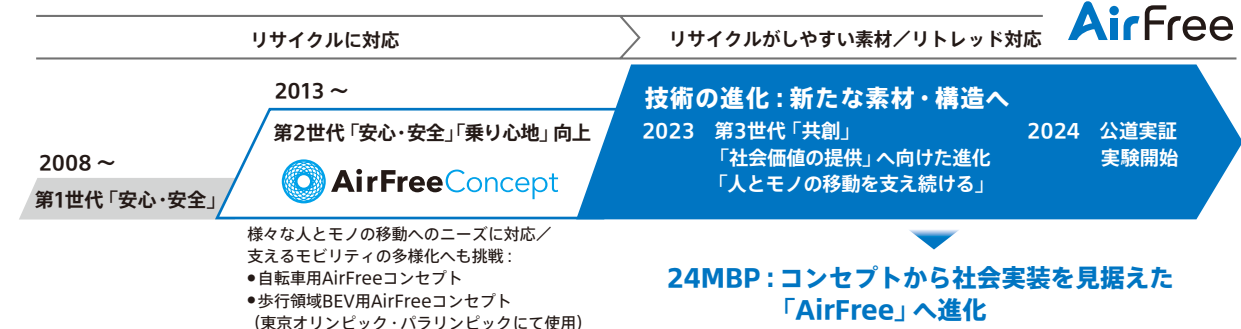 AirFree
リサイクルに対応
リサイクルがしやすい素材／リトレッド対応
2008～
第1世代「安心・安全」
2013～
第2世代「安心・安全」「乗り心地」向上
AirFreeConcept
様々な人とモノの移動へのニーズに対応／
支えるモビリティの多様化へも挑戦：
●自転車用AirFreeコンセプト
●歩行領域BEV用AirFreeコンセプト
（東京オリンピック・パラリンピックにて使用）
技術の進化：新たな素材・構造へ
2023 第3世代「共創」
「社会価値の提供」へ向けた進化
「人とモノの移動を支え続ける」
2024 公道実証
実験開始
24MBP：コンセプトから社会実装を見据えた
「AirFree」へ進化